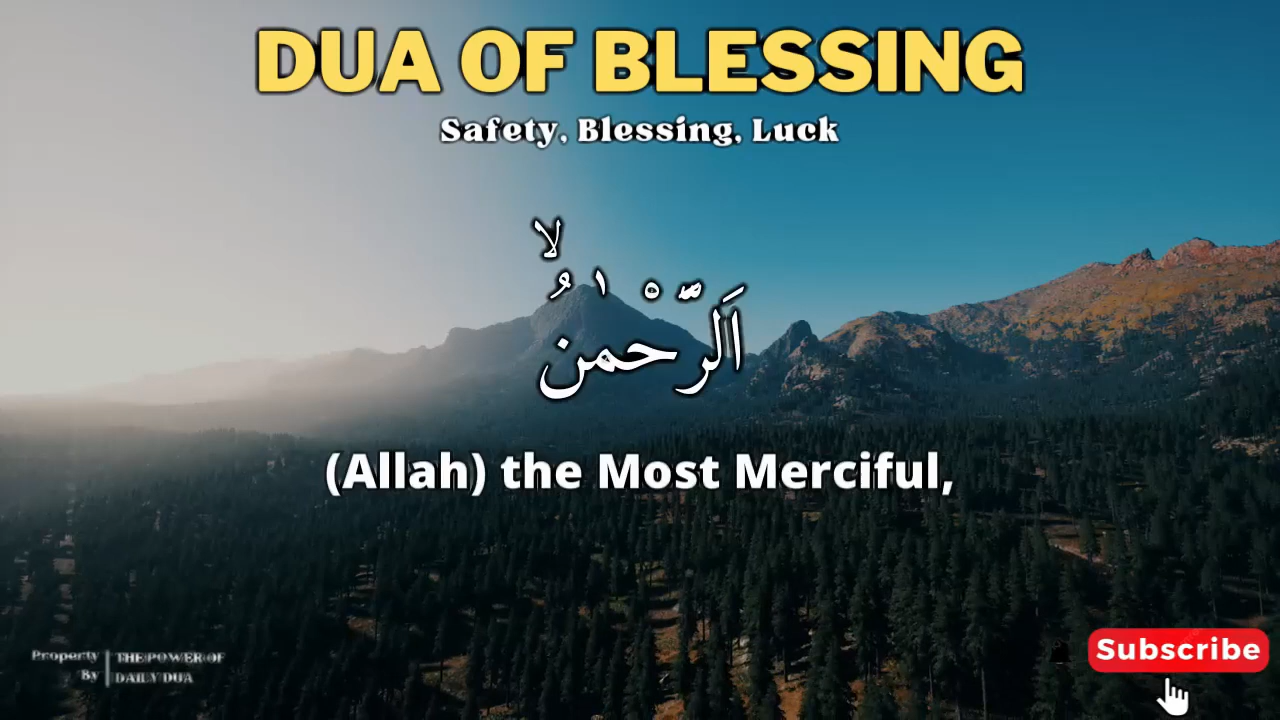 DUA OF BLESSING
Safety, Blessing, Luck
اَلرَّحْمٰنُۙ
(Allah) the Most Merciful,
Property By | THE POWER OF DAILY DUA
Subscribe